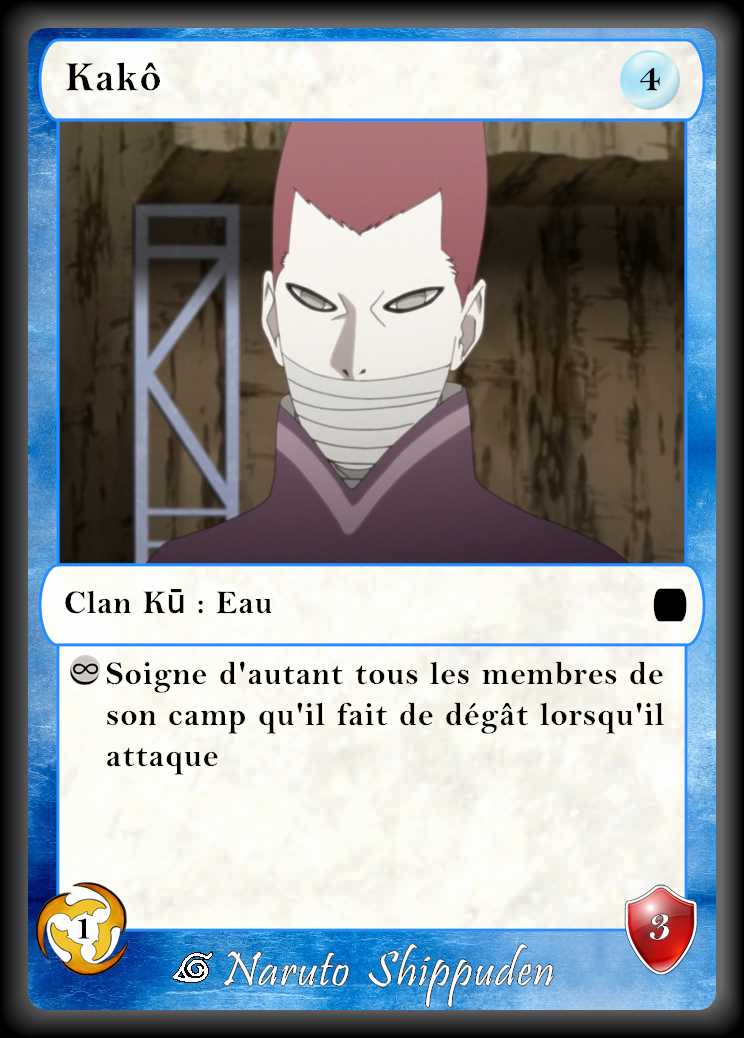 Kakô
4
Clan Kū : Eau
∞ Soigne d'autant tous les membres de
son camp qu'il fait de dégât lorsqu'il
attaque
1
3
Naruto Shippuden